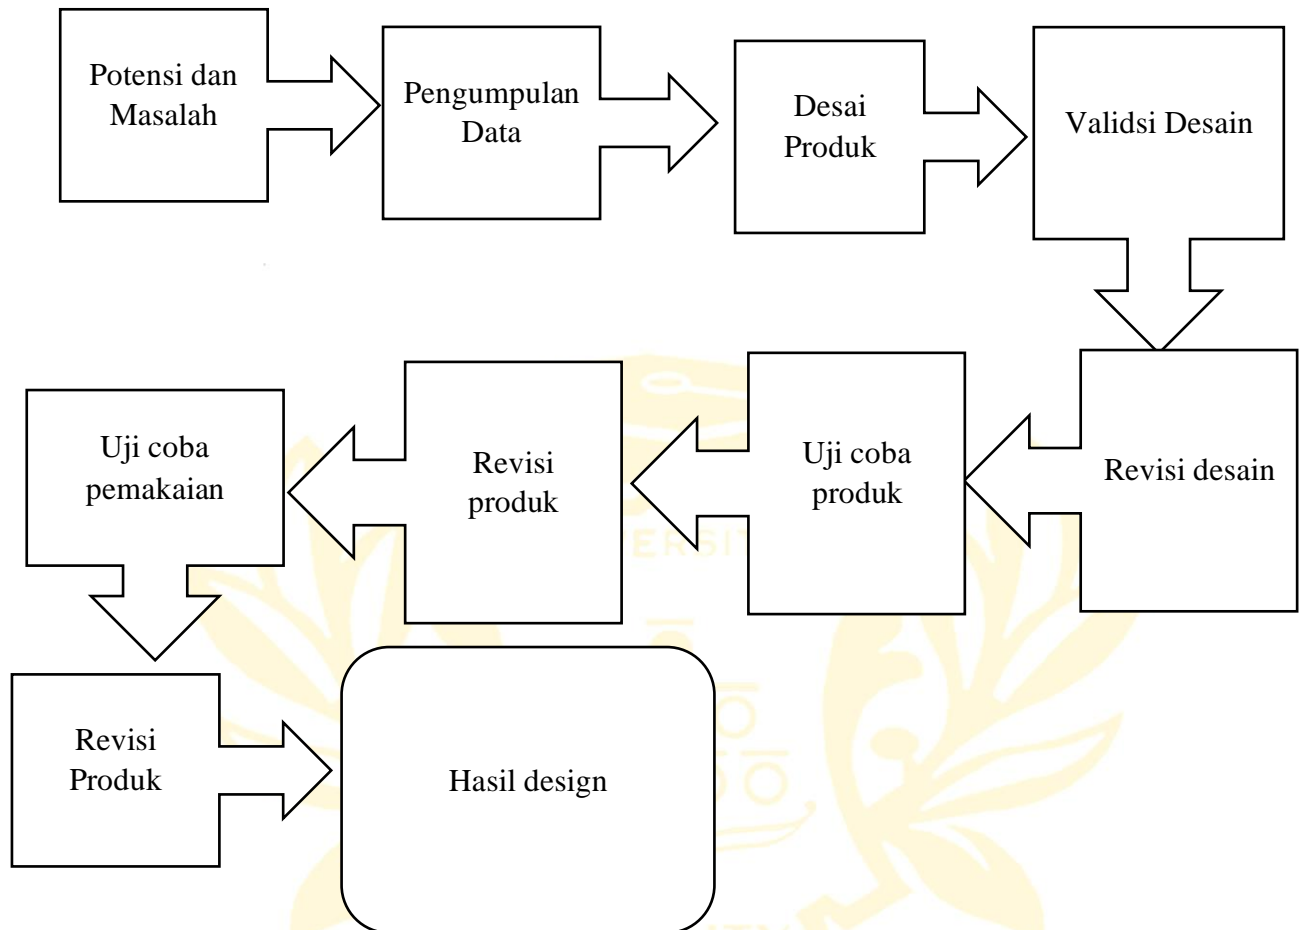 Potensi dan
Masalah
Pengumpulan
Data
Desai
Produk
Validsi Desain
Revisi desain
Uji coba
produk
Revisi
produk
Uji coba
pemakaian
Revisi
Produk
Hasil design